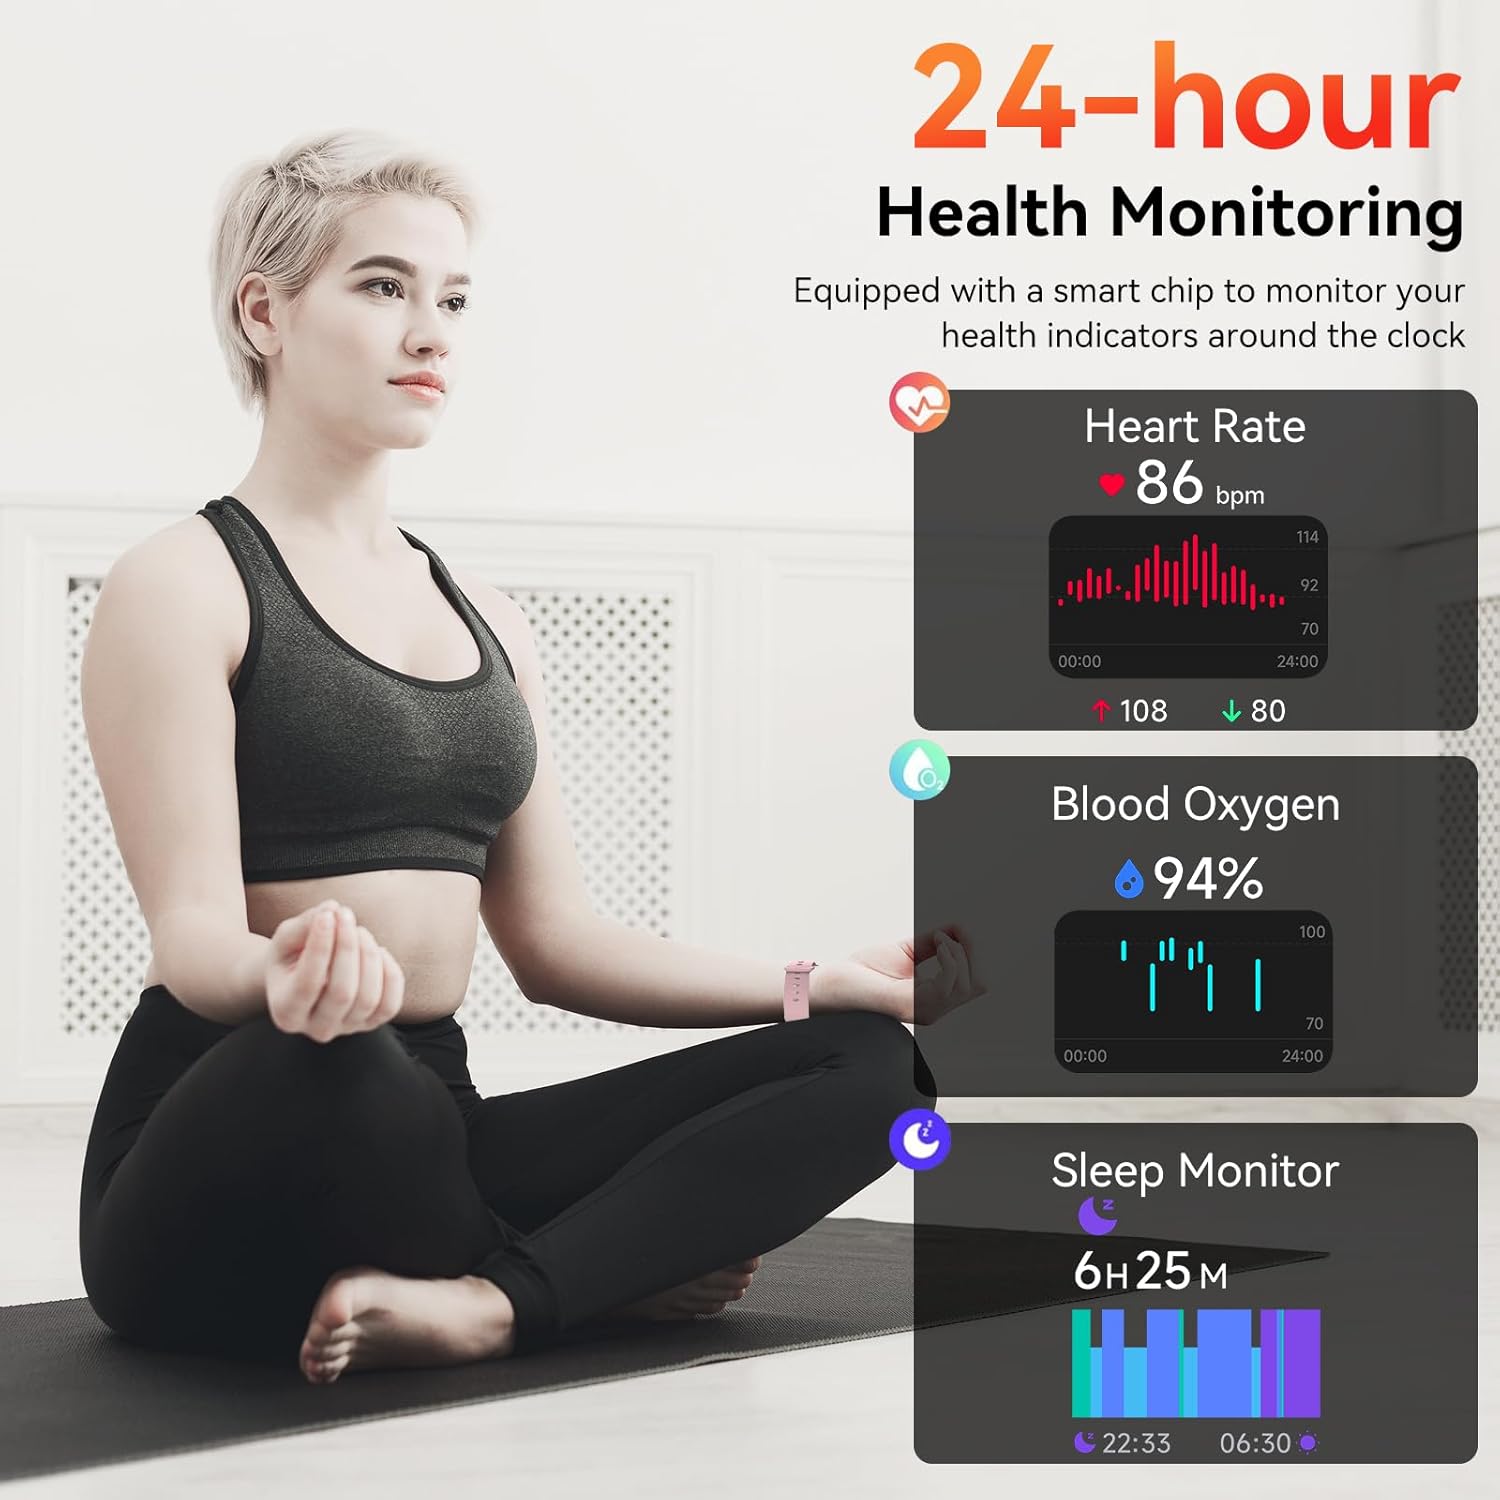 24-hour
Health Monitoring
Equipped with a smart chip to monitor your
health indicators around the clock
Heart Rate
86 bpm
114
92
70
00:00 24:00
↑ 108 ↓ 80
O₂
Blood Oxygen
94%
100
70
00:00 24:00
z z
Sleep Monitor
z
6H25M
z 22:33 06:30